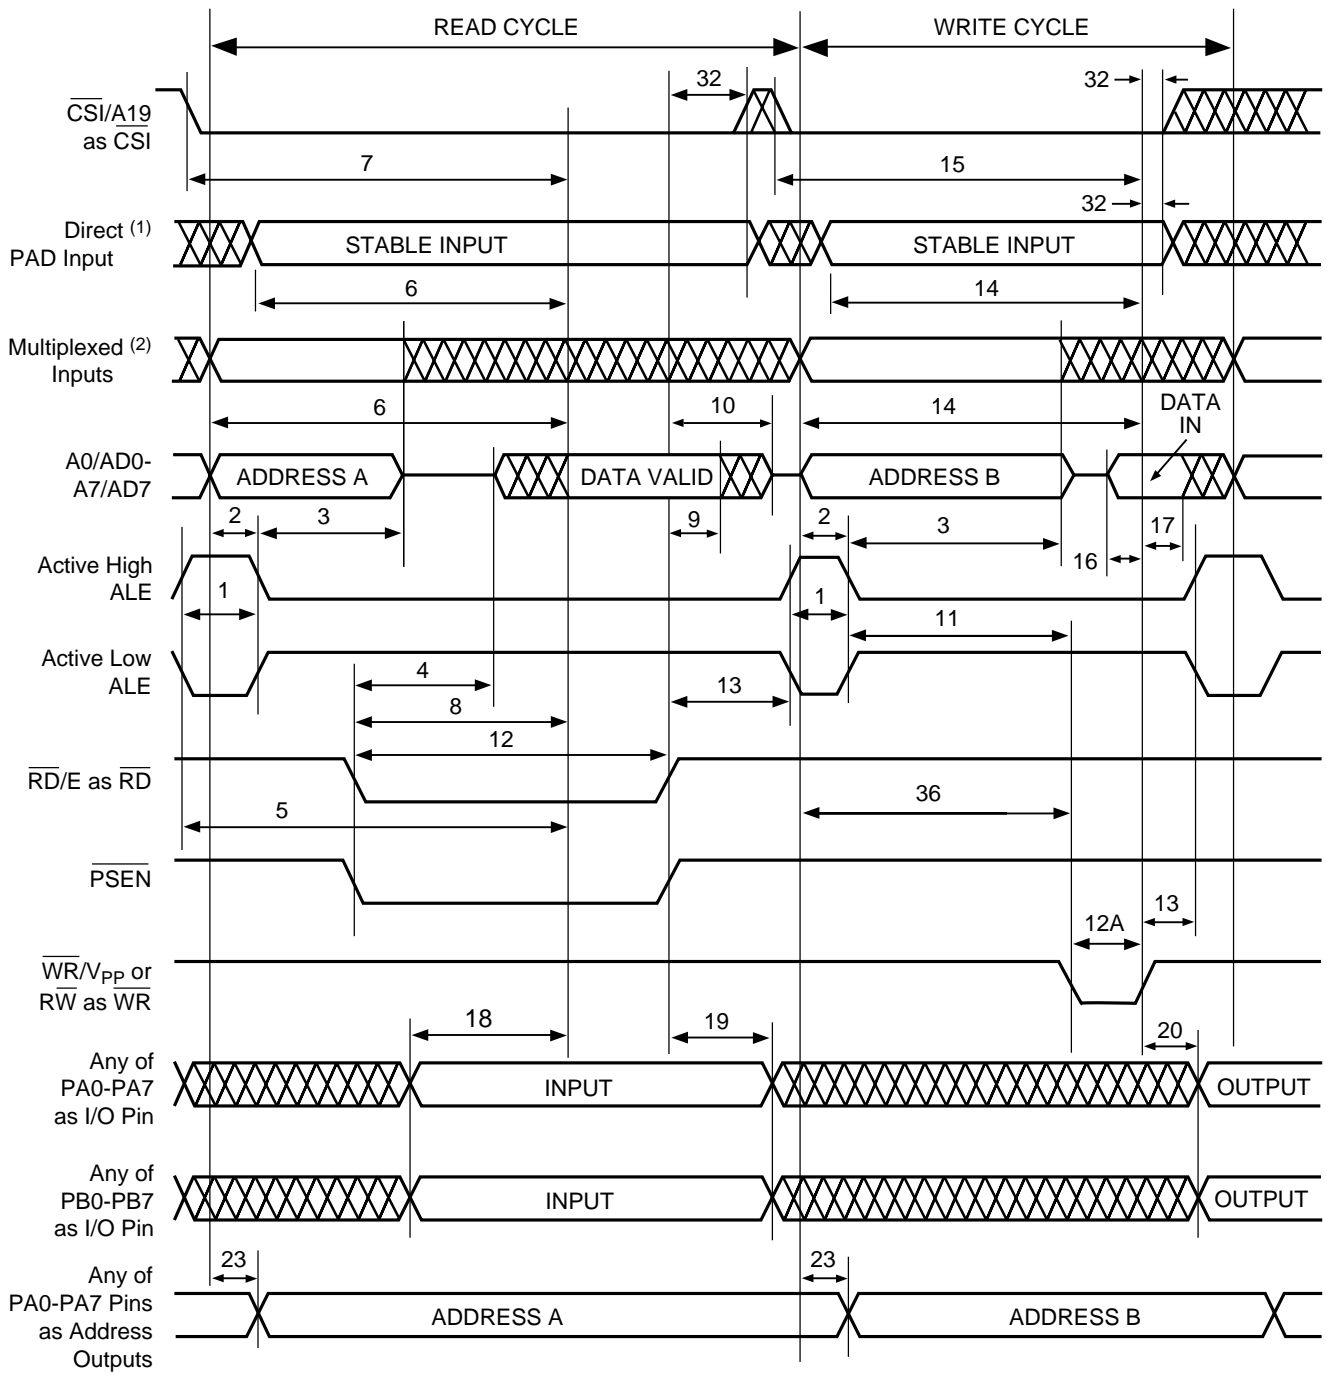 READ CYCLE
WRITE CYCLE
32
32
CSI/A19
as CSI
7
15
32
Direct (1)
PAD Input
STABLE INPUT
STABLE INPUT
6
14
Multiplexed (2)
Inputs
6
10
14
DATA
IN
A0/AD0-
A7/AD7
ADDRESS A
DATA VALID
ADDRESS B
2
3
9
2
3
17
16
Active High
ALE
1
1
11
Active Low
ALE
4
13
8
12
RD/E as RD
36
5
PSEN
13
12A
WR/VPP or
RW as WR
18
19
20
Any of
PA0-PA7
as I/O Pin
INPUT
OUTPUT
Any of
PB0-PB7
as I/O Pin
INPUT
OUTPUT
23
23
Any of
PA0-PA7 Pins
as Address
Outputs
ADDRESS A
ADDRESS B